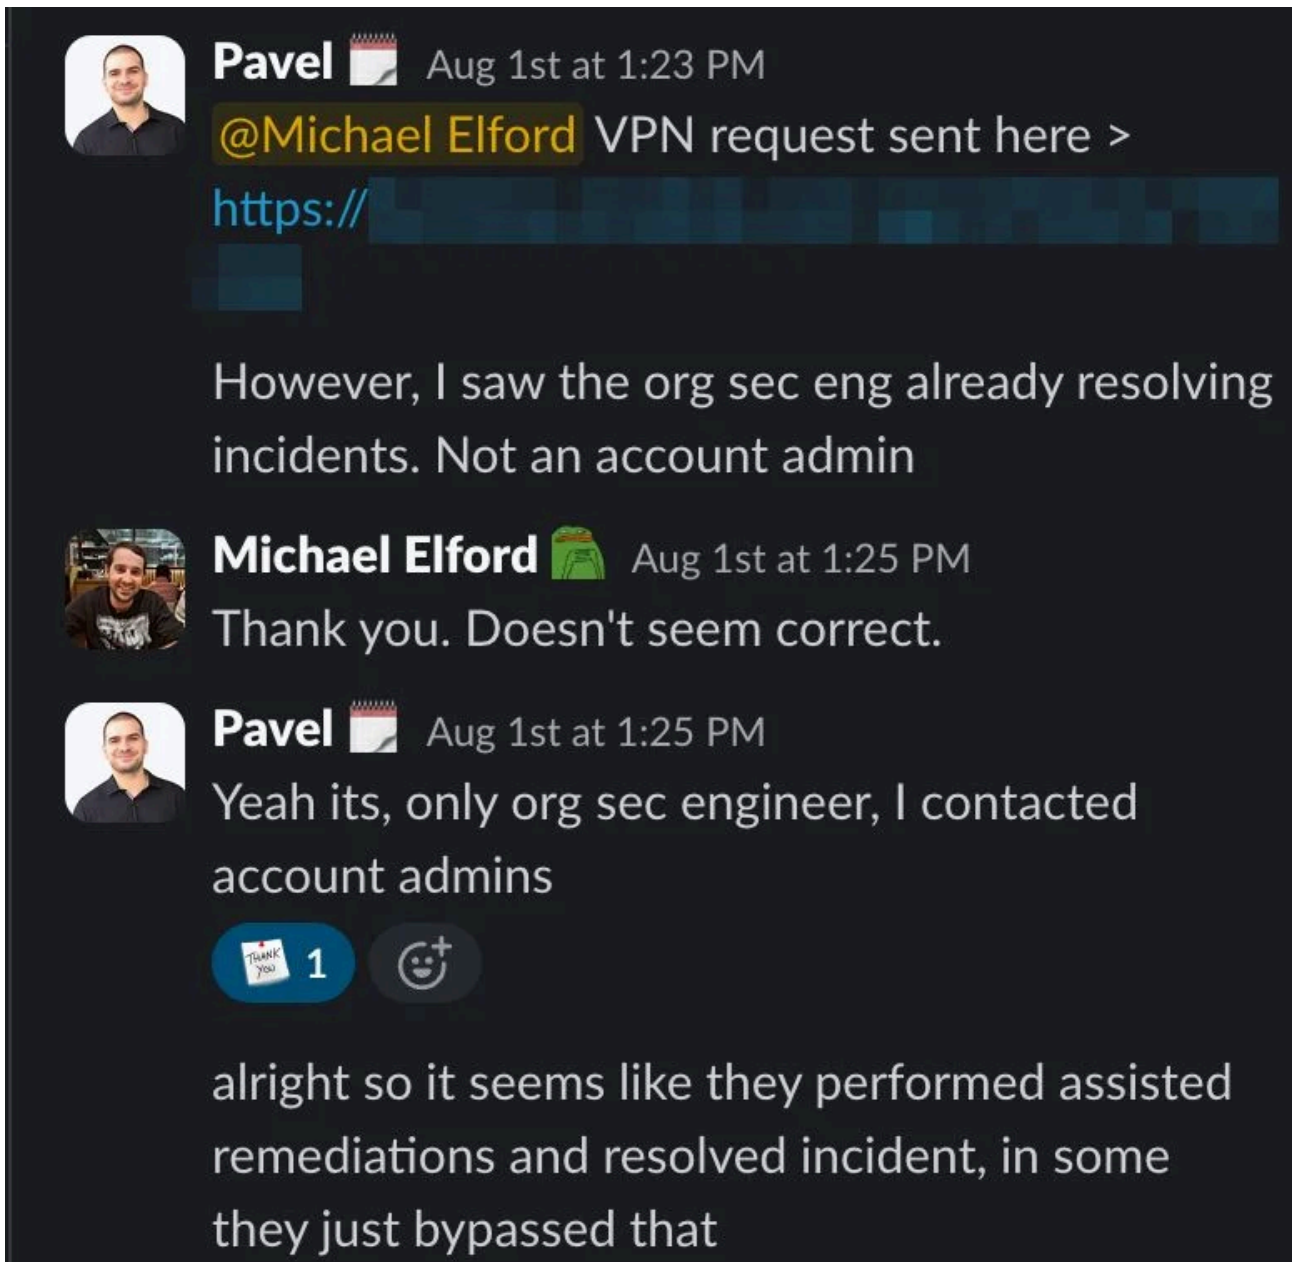 Pavel Aug 1st at 1:23 PM
@Michael Elford VPN request sent here >
https://
However, I saw the org sec eng already resolving
incidents. Not an account admin
Michael Elford Aug 1st at 1:25 PM
Thank you. Doesn't seem correct.
Pavel Aug 1st at 1:25 PM
Yeah its, only org sec engineer, I contacted
account admins
THANK YOU 1
alright so it seems like they performed assisted
remediations and resolved incident, in some
they just bypassed that